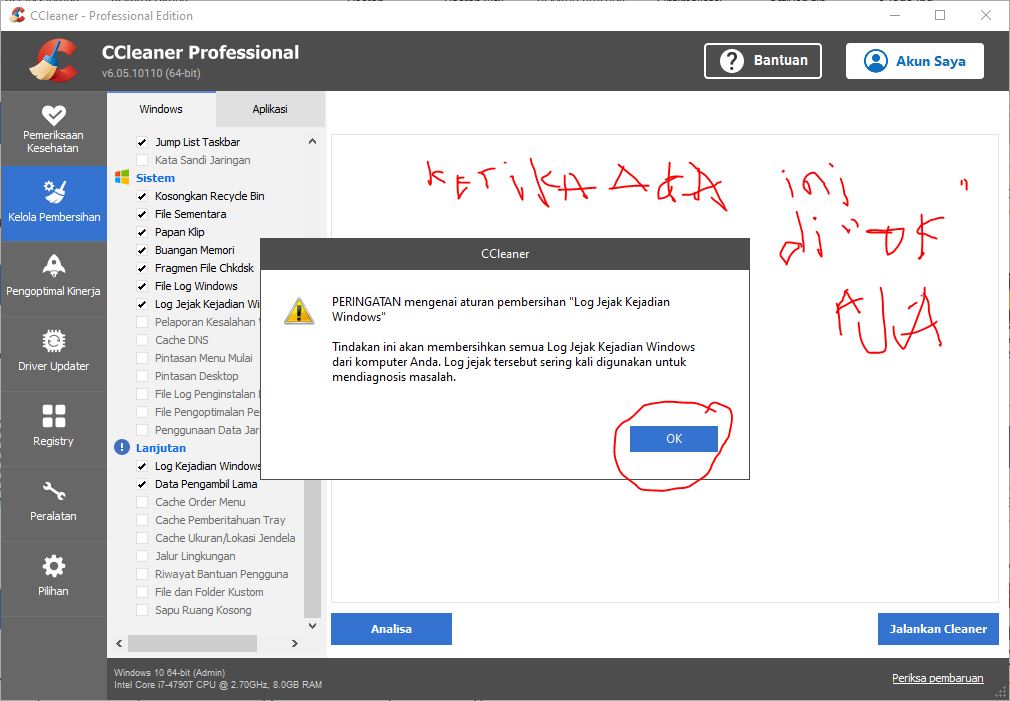 CCleaner - Professional Edition
CCleaner Professional
v6.05.10110 (64-bit)
Bantuan
Akun Saya
Pemeriksaan
Kesehatan
Kelola Pembersihan
Pengoptimal Kinerja
Driver Updater
Registry
Peralatan
Pilihan
Windows
Aplikasi
Jump List Taskbar
Kata Sandi Jaringan
Sistem
Kosongkan Recycle Bin
File Sementara
Papan Klip
Buangan Memori
Fragmen File Chkdsk
File Log Windows
Log Jejak Kejadian Wi
Pelaporan Kesalahan
Cache DNS
Pintasan Menu Mulai
Pintasan Desktop
File Log Penginstalan
File Pengoptimalan Pe
Penggunaan Data Jar
Lanjutan
Log Kejadian Windows
Data Pengambil Lama
Cache Order Menu
Cache Pemberitahuan Tray
Cache Ukuran/Lokasi Jendela
Jalur Lingkungan
Riwayat Bantuan Pengguna
File dan Folder Kustom
Sapu Ruang Kosong
KETiKA ADA ini
di "OK"
AJA
CCleaner
PERINGATAN mengenai aturan pembersihan "Log Jejak Kejadian
Windows"
Tindakan ini akan membersihkan semua Log Jejak Kejadian Windows
dari komputer Anda. Log jejak tersebut sering kali digunakan untuk
mendiagnosis masalah.
OK
Analisa
Jalankan Cleaner
Windows 10 64-bit (Admin)
Intel Core i7-4790T CPU @ 2.70GHz, 8.0GB RAM
Periksa pembaruan